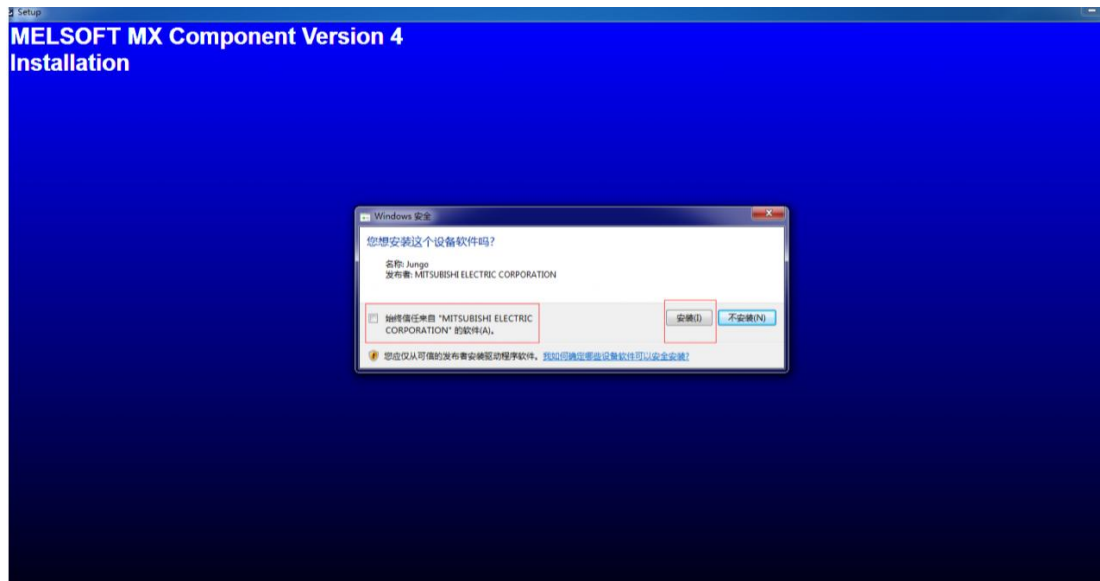 Setup
MELSOFT MX Component Version 4
Installation
Windows 安全
您想安装这个设备软件吗?
名称: Jungo
发布者: MITSUBISHI ELECTRIC CORPORATION
始终信任来自 "MITSUBISHI ELECTRIC
CORPORATION" 的软件(A)。
安装(I)
不安装(N)
您应仅从可信的发布者安装驱动程序软件。我如何确定哪些设备软件可以安全安装?